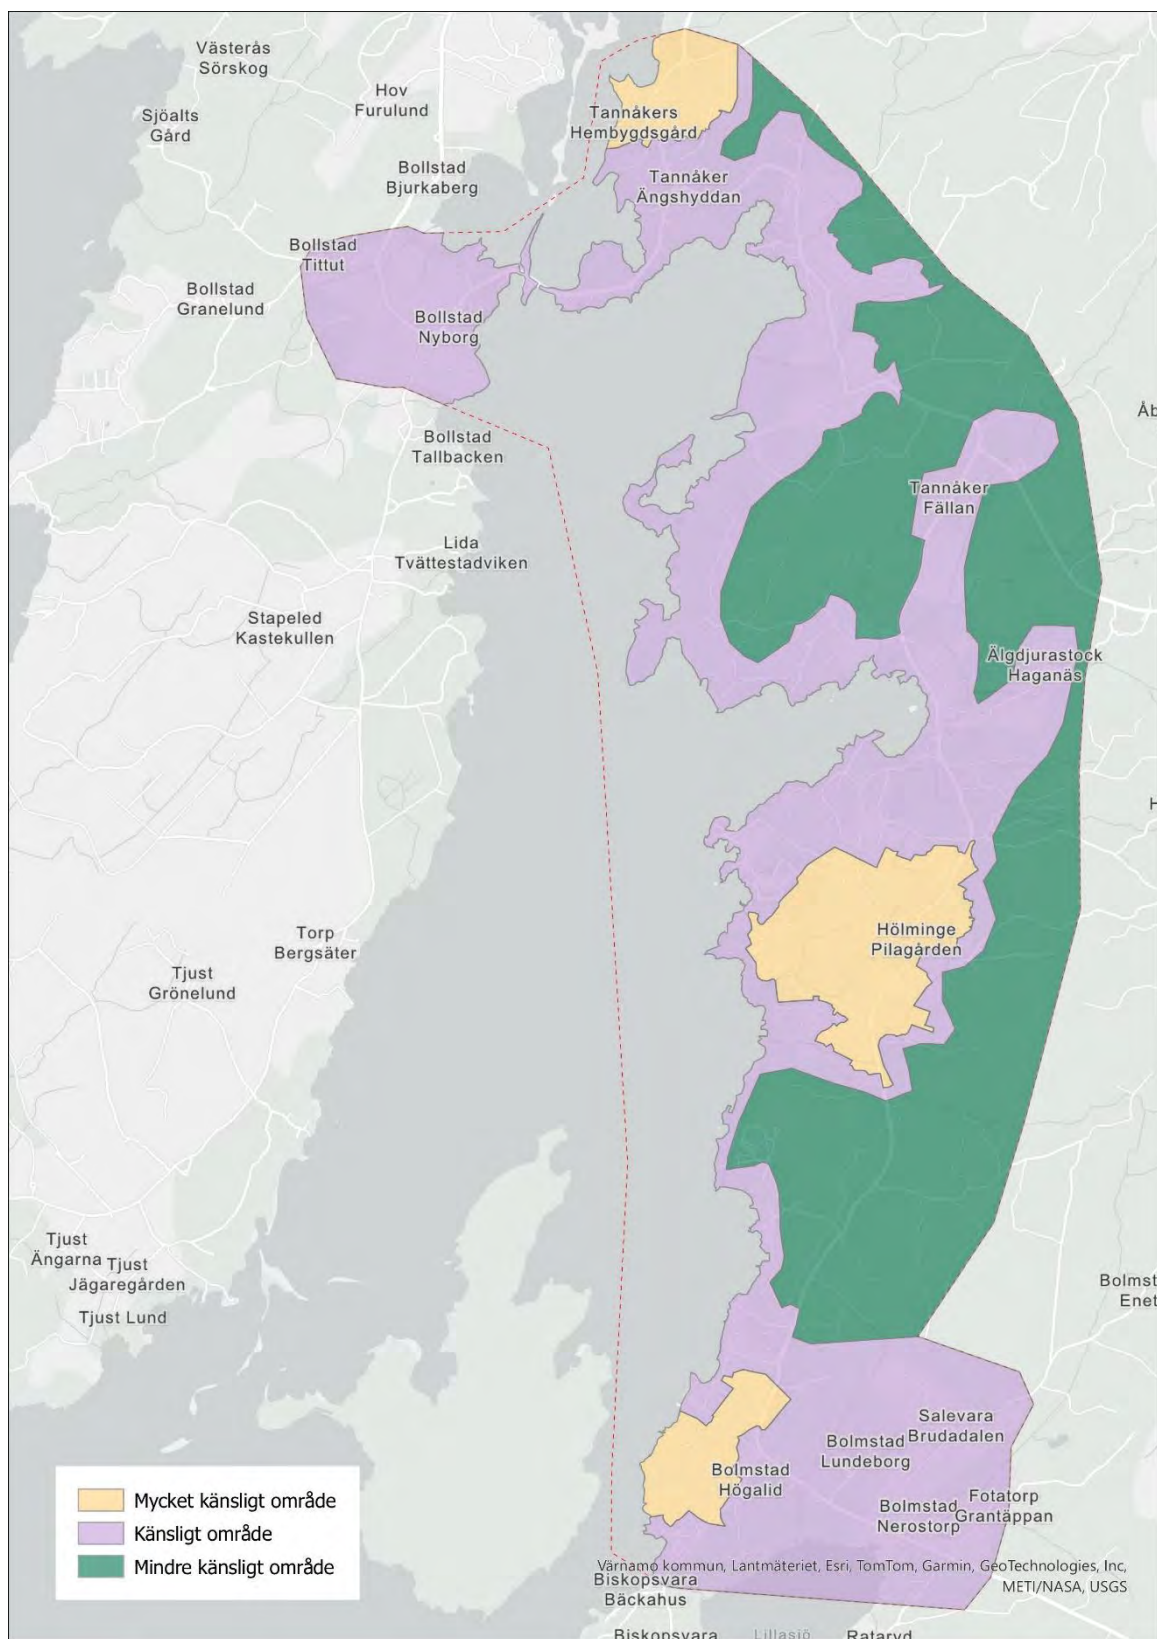 Västerås
Sörskog
Hov
Furulund
Sjöalts
Gård
Tannåkers
Hembygdsgård
Bollstad
Bjurkaberg
Tannåker
Ängshyddan
Bollstad
Tittut
Bollstad
Granelund
Bollstad
Nyborg
Åb
Bollstad
Tallbacken
Tannåker
Fällan
Lida
Tvättestadviken
Stapeled
Kastekullen
Älgdjurastock
Haganäs
H
Hölminge
Pilagården
Torp
Bergsäter
Tjust
Grönelund
Tjust
Ängarna
Tjust
Jägaregården
Tjust Lund
Bolmst
Enet
Salevara
Brudadalen
Bolmstad
Lundeborg
Bolmstad
Högalid
Fotatorp
Grantäppan
Bolmstad
Nerostorp
Mycket känsligt område
Känsligt område
Mindre känsligt område
Värnamo kommun, Lantmäteriet, Esri, TomTom, Garmin, GeoTechnologies, Inc,
METI/NASA, USGS
Biskopsvara
Bäckahus
Biskopsvara
Lillasjö
Rataryd